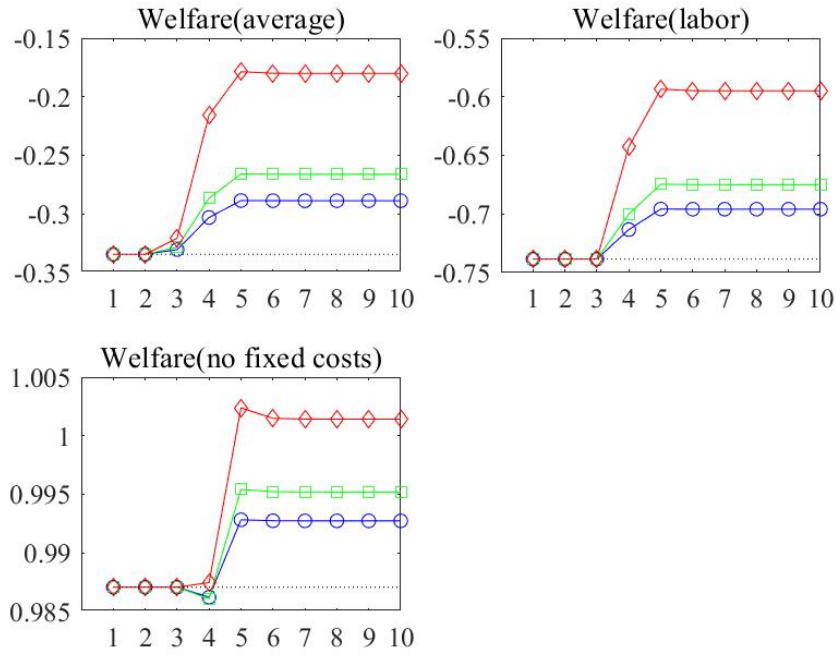 Welfare(average)
-0.15
-0.2
-0.25
-0.3
-0.35
1 2 3 4 5 6 7 8 9 10
Welfare(labor)
-0.55
-0.6
-0.65
-0.7
-0.75
1 2 3 4 5 6 7 8 9 10
Welfare(no fixed costs)
1.005
1
0.995
0.99
0.985
1 2 3 4 5 6 7 8 9 10